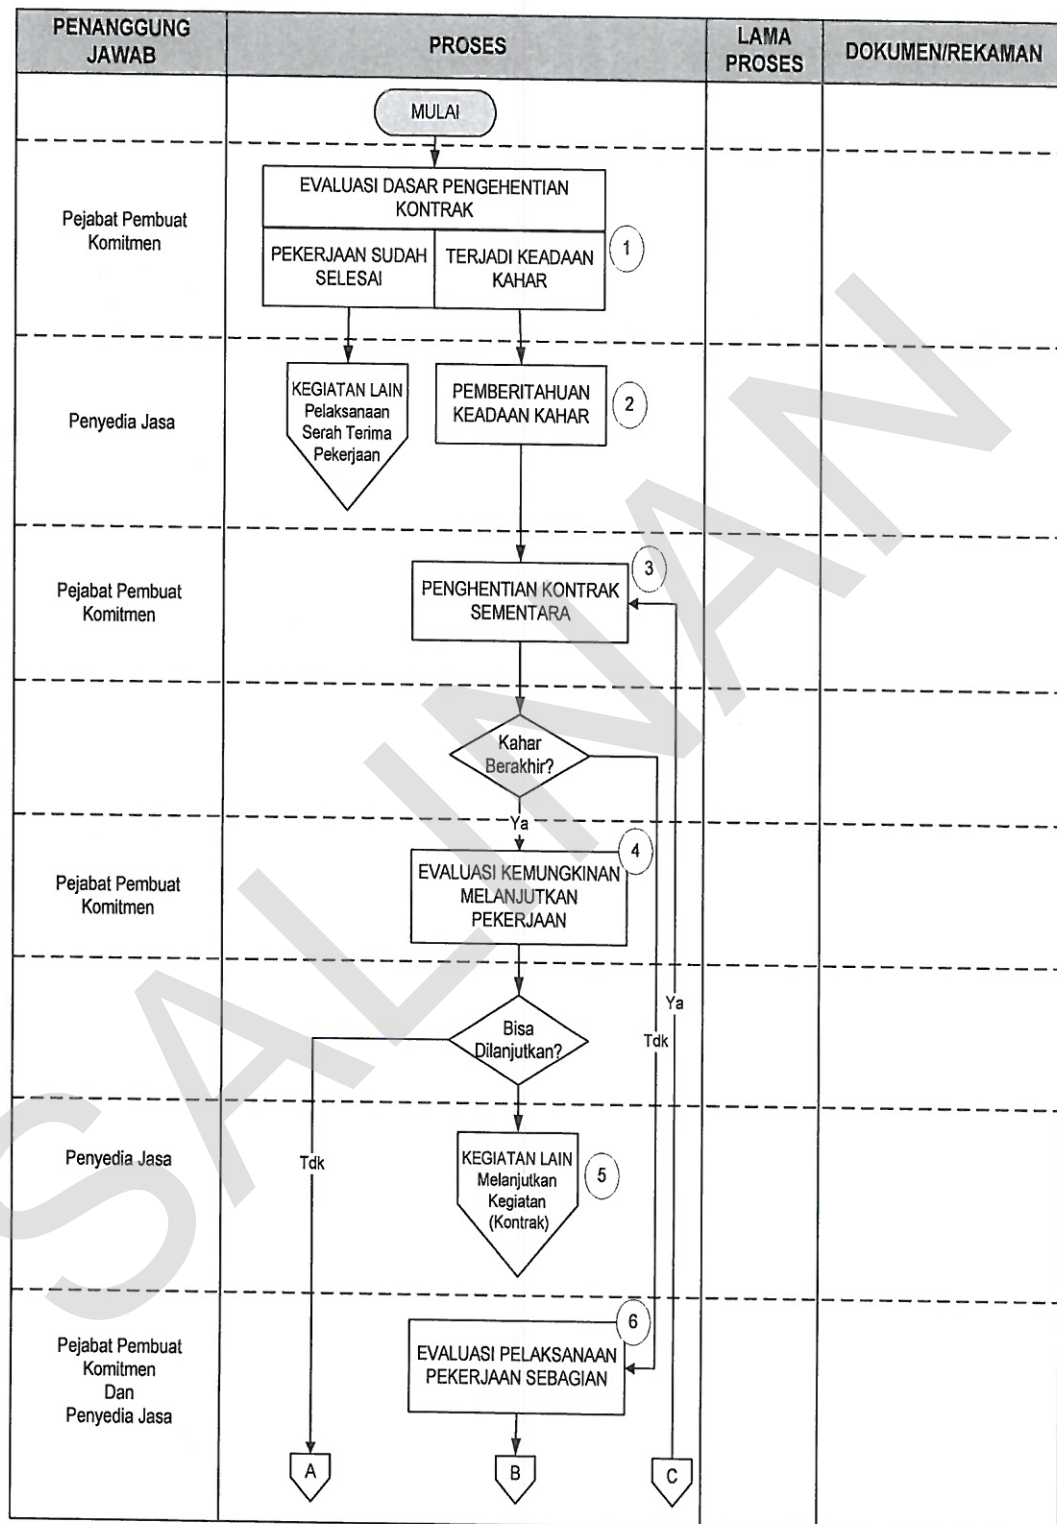 PENANGGUNG
JAWAB
PROSES
LAMA
PROSES
DOKUMEN/REKAMAN
MULAI
Pejabat Pembuat
Komitmen
EVALUASI DASAR PENGEHENTIAN
KONTRAK
PEKERJAAN SUDAH
SELESAI
TERJADI KEADAAN
KAHAR
1
Penyedia Jasa
KEGIATAN LAIN
Pelaksanaan
Serah Terima
Pekerjaan
PEMBERITAHUAN
KEADAAN KAHAR
2
Pejabat Pembuat
Komitmen
PENGHENTIAN KONTRAK
SEMENTARA
3
Kahar
Berakhir?
Ya
Pejabat Pembuat
Komitmen
EVALUASI KEMUNGKINAN
MELANJUTKAN
PEKERJAAN
4
Bisa
Dilanjutkan?
Ya
Tdk
Penyedia Jasa
Tdk
KEGIATAN LAIN
Melanjutkan
Kegiatan
(Kontrak)
5
Pejabat Pembuat
Komitmen
Dan
Penyedia Jasa
EVALUASI PELAKSANAAN
PEKERJAAN SEBAGIAN
6
A
B
C
SALINAN